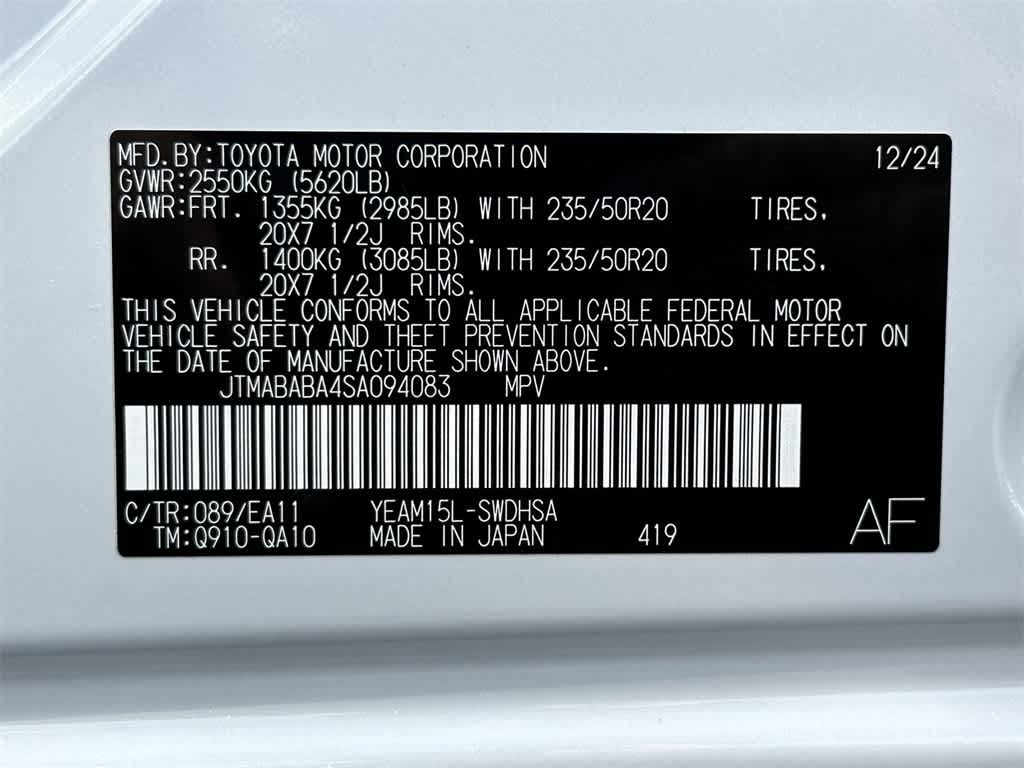 MFD.BY:TOYOTA MOTOR CORPORATION 12/24
GVWR:2550KG (5620LB)
GAWR:FRT. 1355KG (2985LB) WITH 235/50R20 TIRES.
20X7 1/2J RIMS.
RR. 1400KG (3085LB) WITH 235/50R20 TIRES.
20X7 1/2J RIMS.
THIS VEHICLE CONFORMS TO ALL APPLICABLE FEDERAL MOTOR
VEHICLE SAFETY AND THEFT PREVENTION STANDARDS IN EFFECT ON
THE DATE OF MANUFACTURE SHOWN ABOVE.
JTMABABA4SA094083 MPV
C/TR:089/EA11 YEAM15L-SWDHSA
TM:Q910-QA10 MADE IN JAPAN 419 AF